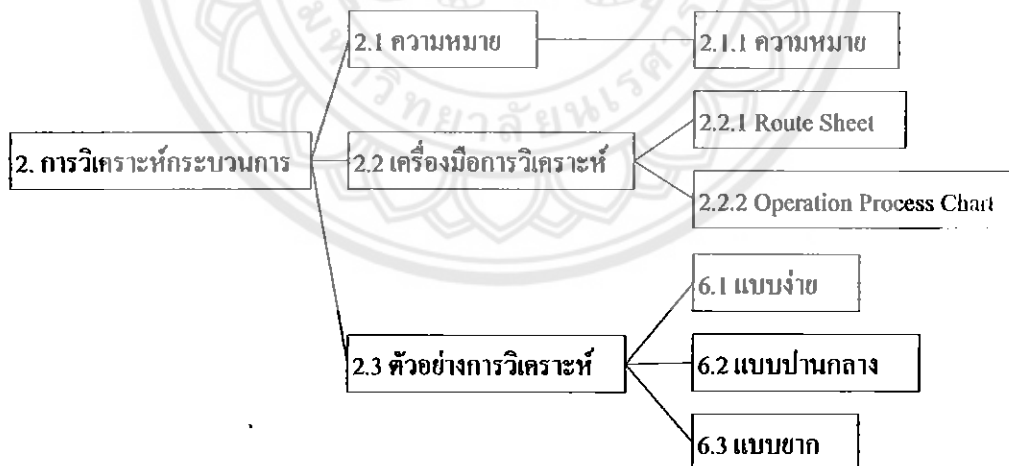 2.1 ความหมาย
2.1.1 ความหมาย
2.2.1 Route Sheet
2. การวิเคราะห์กระบวนการ
2.2 เครื่องมือการวิเคราะห์
2.2.2 Operation Process Chart
6.1 แบบง่าย
2.3 ตัวอย่างการวิเคราะห์
6.2 แบบปานกลาง
6.3 แบบยาก